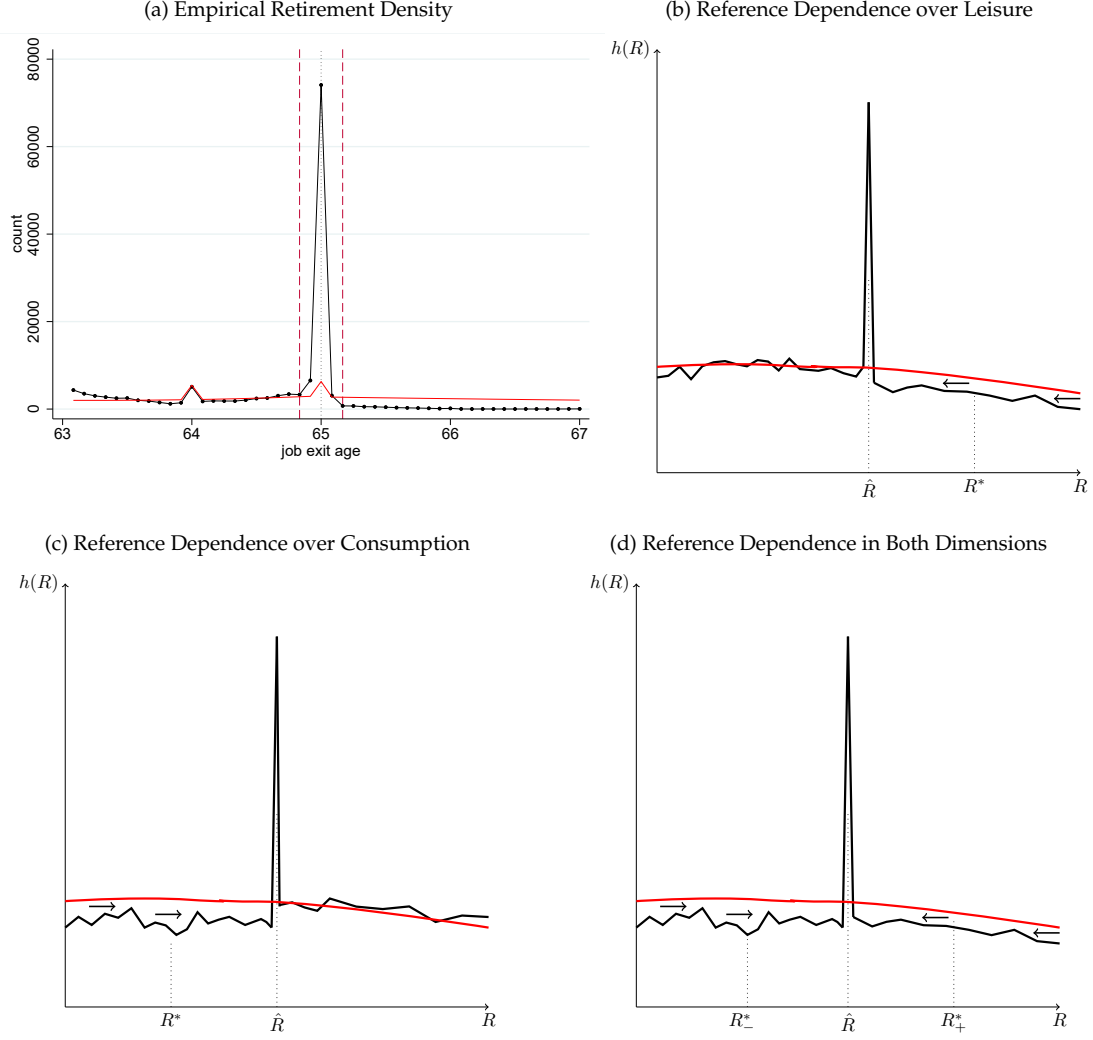 (a) Empirical Retirement Density
80000
60000
40000
20000
0
count
63
64
65
66
67
job exit age
(b) Reference Dependence over Leisure
h(R)
R̂
R*
R
(c) Reference Dependence over Consumption
h(R)
R*
R̂
R
(d) Reference Dependence in Both Dimensions
h(R)
R*₋
R̂
R*₊
R